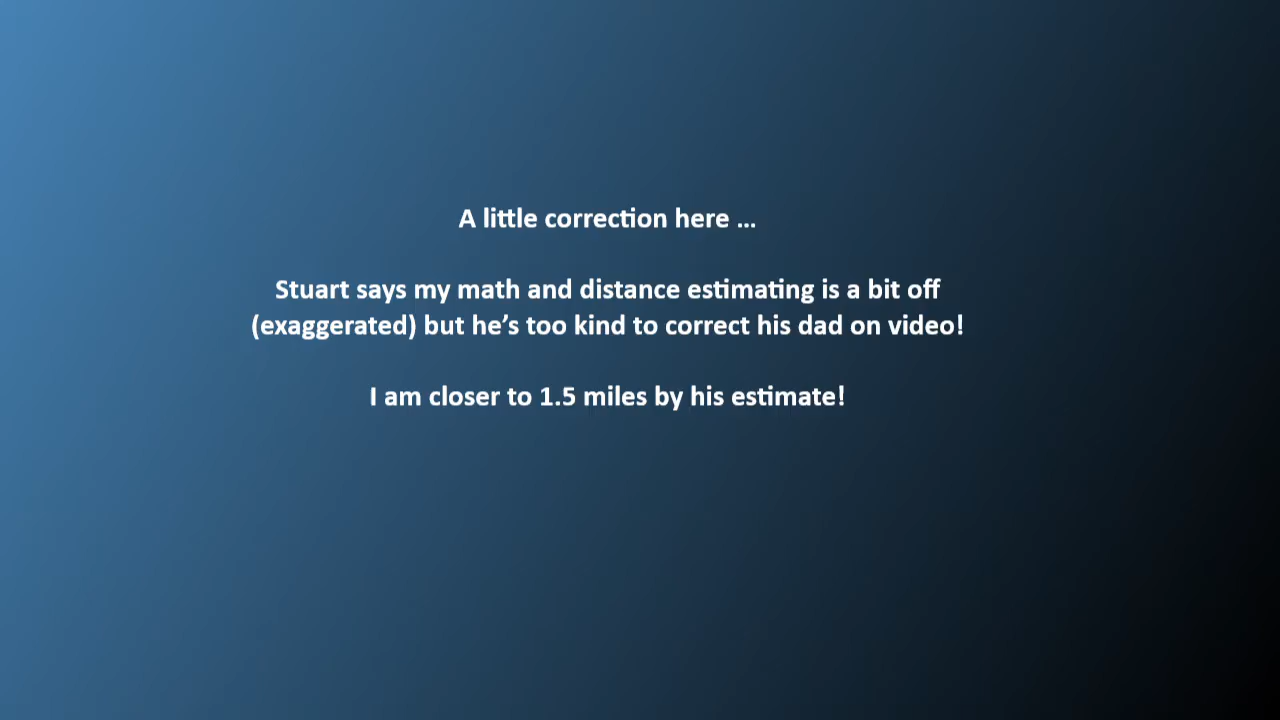 A little correction here …
Stuart says my math and distance estimating is a bit off
(exaggerated) but he’s too kind to correct his dad on video!
I am closer to 1.5 miles by his estimate!